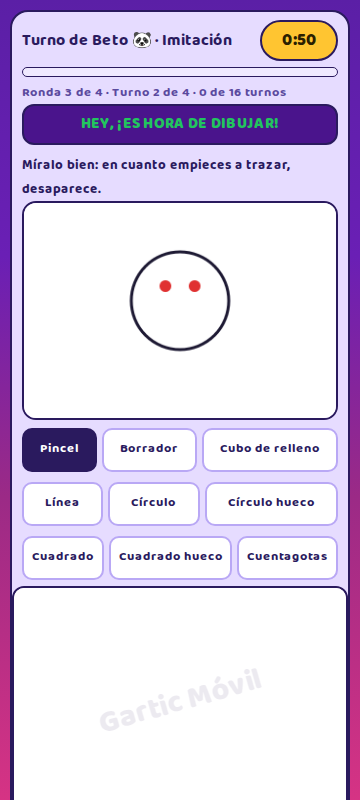 Turno de Beto 🐼 · Imitación
0:50
Ronda 3 de 4 · Turno 2 de 4 · 0 de 16 turnos
HEY, ¡ES HORA DE DIBUJAR!
Míralo bien: en cuanto empieces a trazar,
desaparece.
Pincel
Borrador
Cubo de relleno
Línea
Círculo
Círculo hueco
Cuadrado
Cuadrado hueco
Cuentagotas
Gartic Móvil